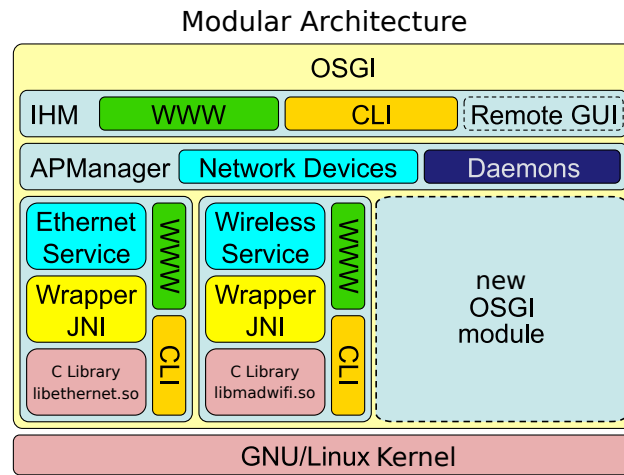 Modular Architecture
OSGI
IHM
WWW
CLI
Remote GUI
APManager
Network Devices
Daemons
Ethernet
Service
WWW
Wrapper
JNI
CLI
C Library
libethernet.so
Wireless
Service
WWW
Wrapper
JNI
CLI
C Library
libmadwifi.so
new
OSGI
module
GNU/Linux Kernel